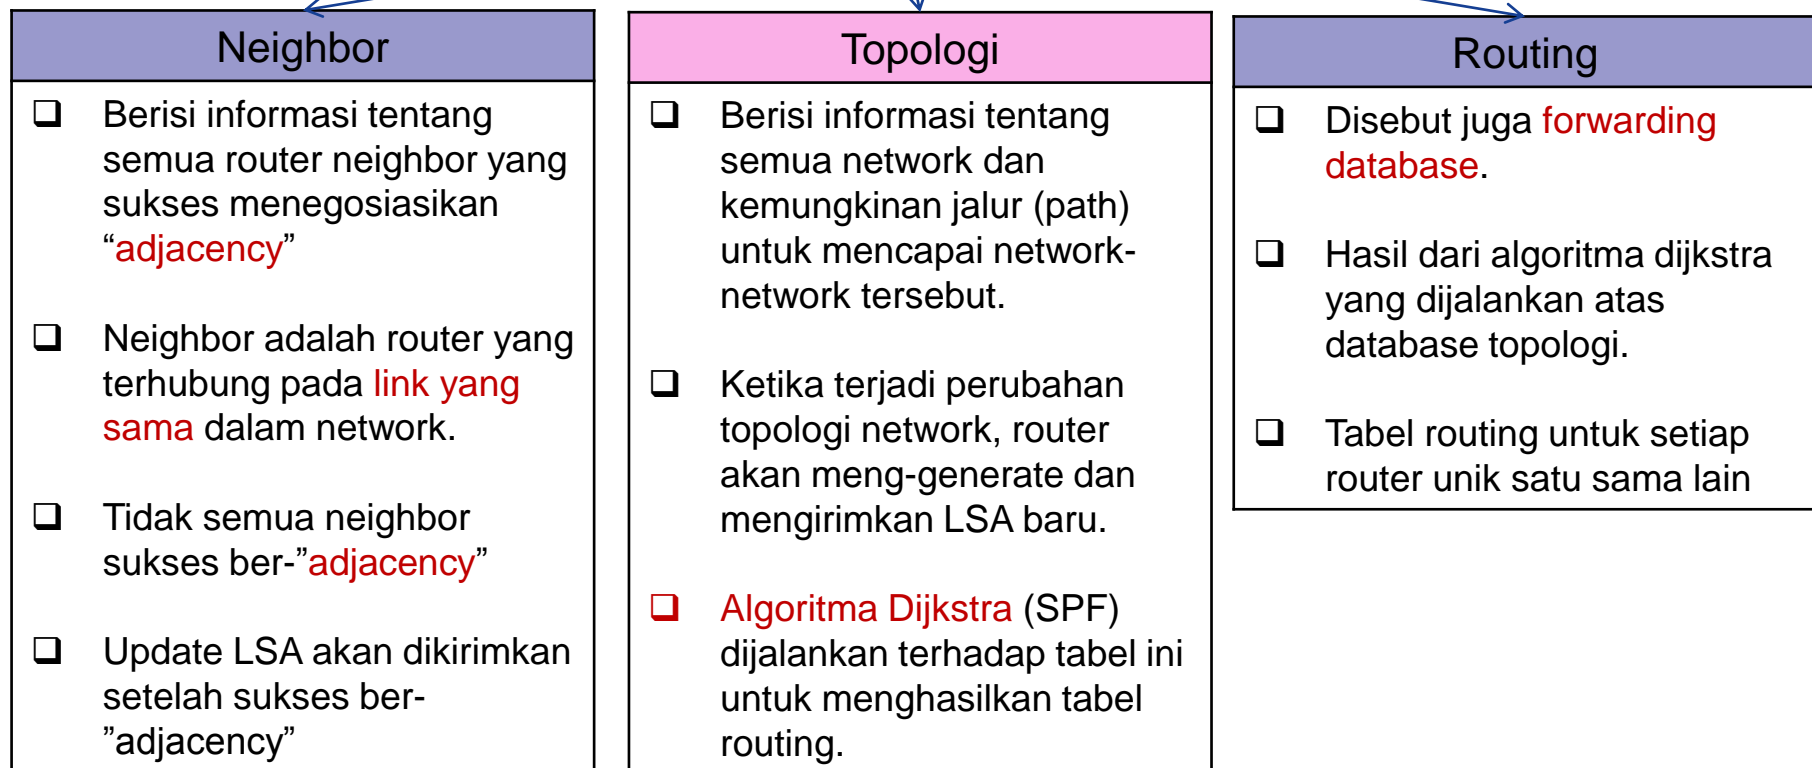 Neighbor
❑ Berisi informasi tentang
semua router neighbor yang
sukses menegosiasikan
“adjacency”
❑ Neighbor adalah router yang
terhubung pada link yang
sama dalam network.
❑ Tidak semua neighbor
sukses ber-”adjacency”
❑ Update LSA akan dikirimkan
setelah sukses ber-
”adjacency”
Topologi
❑ Berisi informasi tentang
semua network dan
kemungkinan jalur (path)
untuk mencapai network-
network tersebut.
❑ Ketika terjadi perubahan
topologi network, router
akan meng-generate dan
mengirimkan LSA baru.
❑ Algoritma Dijkstra (SPF)
dijalankan terhadap tabel ini
untuk menghasilkan tabel
routing.
Routing
❑ Disebut juga forwarding
database.
❑ Hasil dari algoritma dijkstra
yang dijalankan atas
database topologi.
❑ Tabel routing untuk setiap
router unik satu sama lain